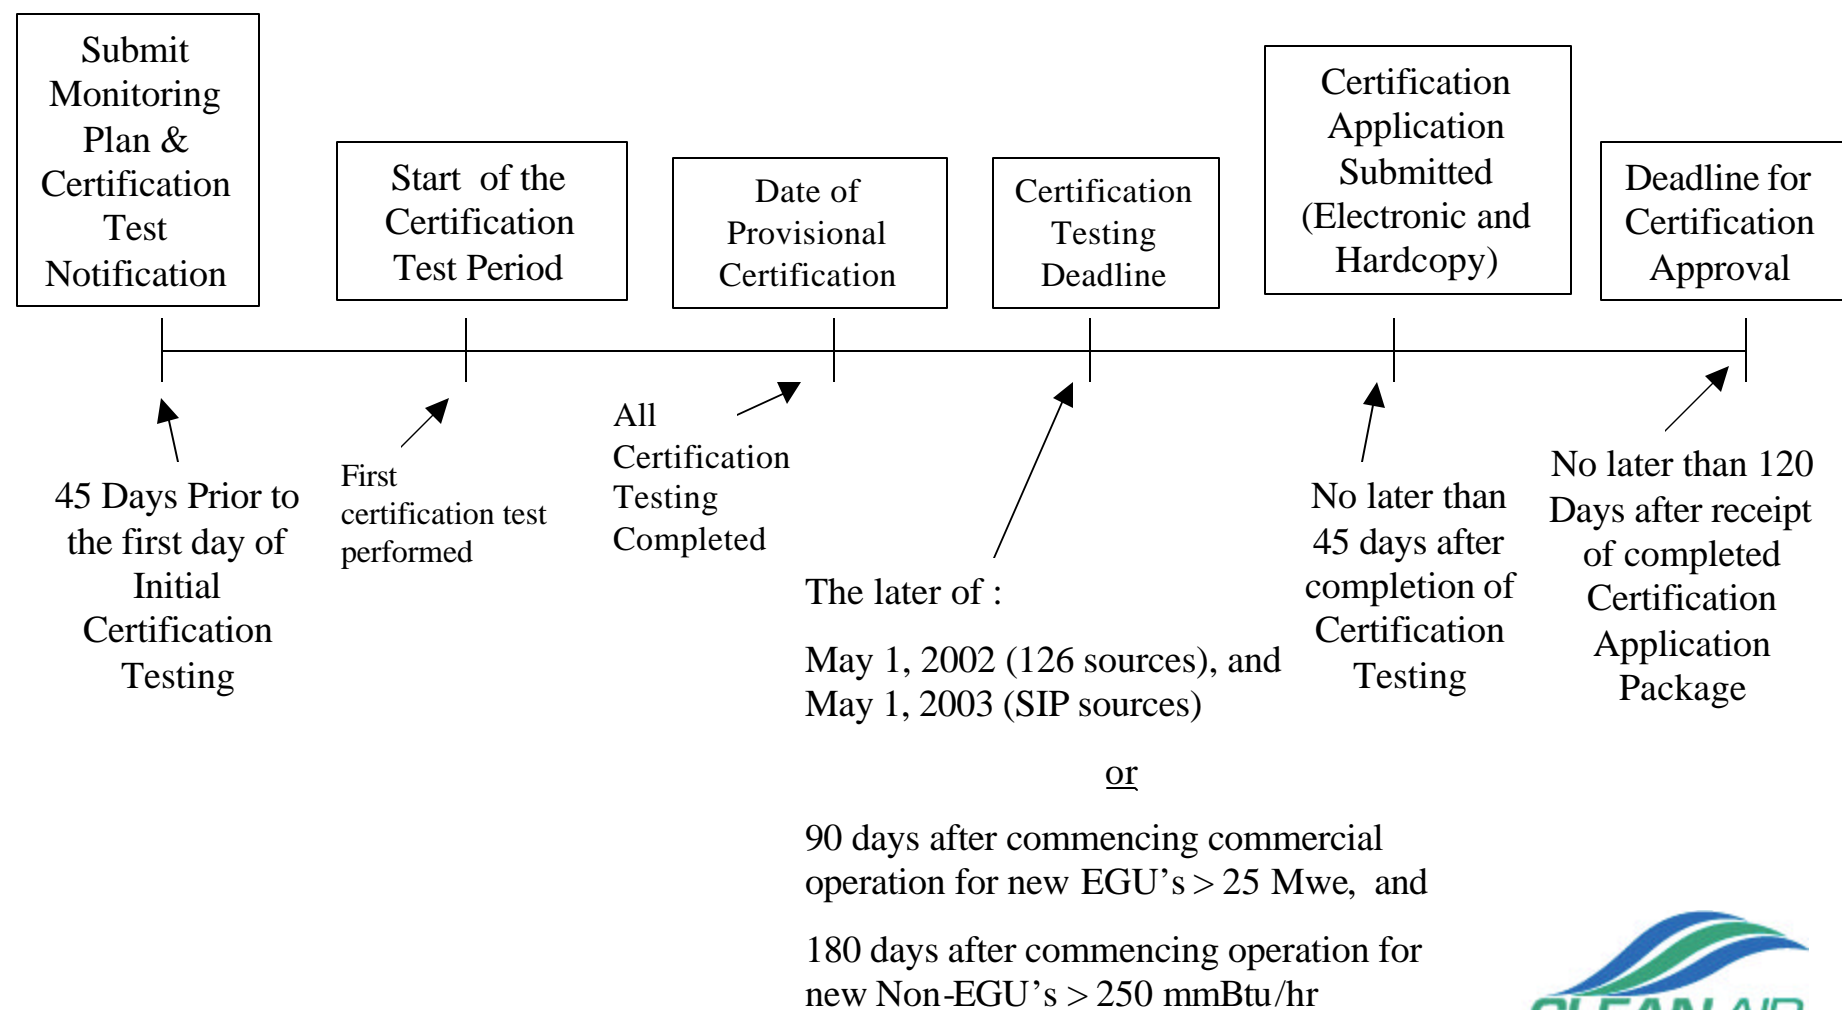 Submit
Monitoring
Plan &
Certification
Test
Notification
Start of the
Certification
Test Period
Date of
Provisional
Certification
Certification
Testing
Deadline
Certification
Application
Submitted
(Electronic and
Hardcopy)
Deadline for
Certification
Approval
45 Days Prior to
the first day of
Initial
Certification
Testing
First
certification test
performed
All
Certification
Testing
Completed
The later of :
May 1, 2002 (126 sources), and
May 1, 2003 (SIP sources)
or
90 days after commencing commercial
operation for new EGU’s > 25 Mwe, and
180 days after commencing operation for
new Non-EGU’s > 250 mmBtu/hr
No later than
45 days after
completion of
Certification
Testing
No later than 120
Days after receipt
of completed
Certification
Application
Package
CLEAN AIR